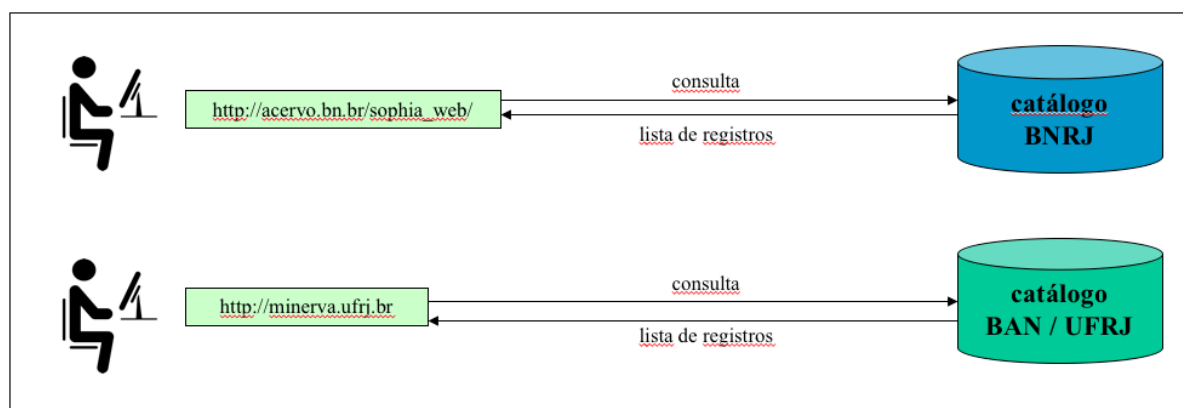 consulta
http://acervo.bn.br/sophia_web/
lista de registros
catálogo
BNRJ
consulta
http://minerva.ufrj.br
lista de registros
catálogo
BAN / UFRJ